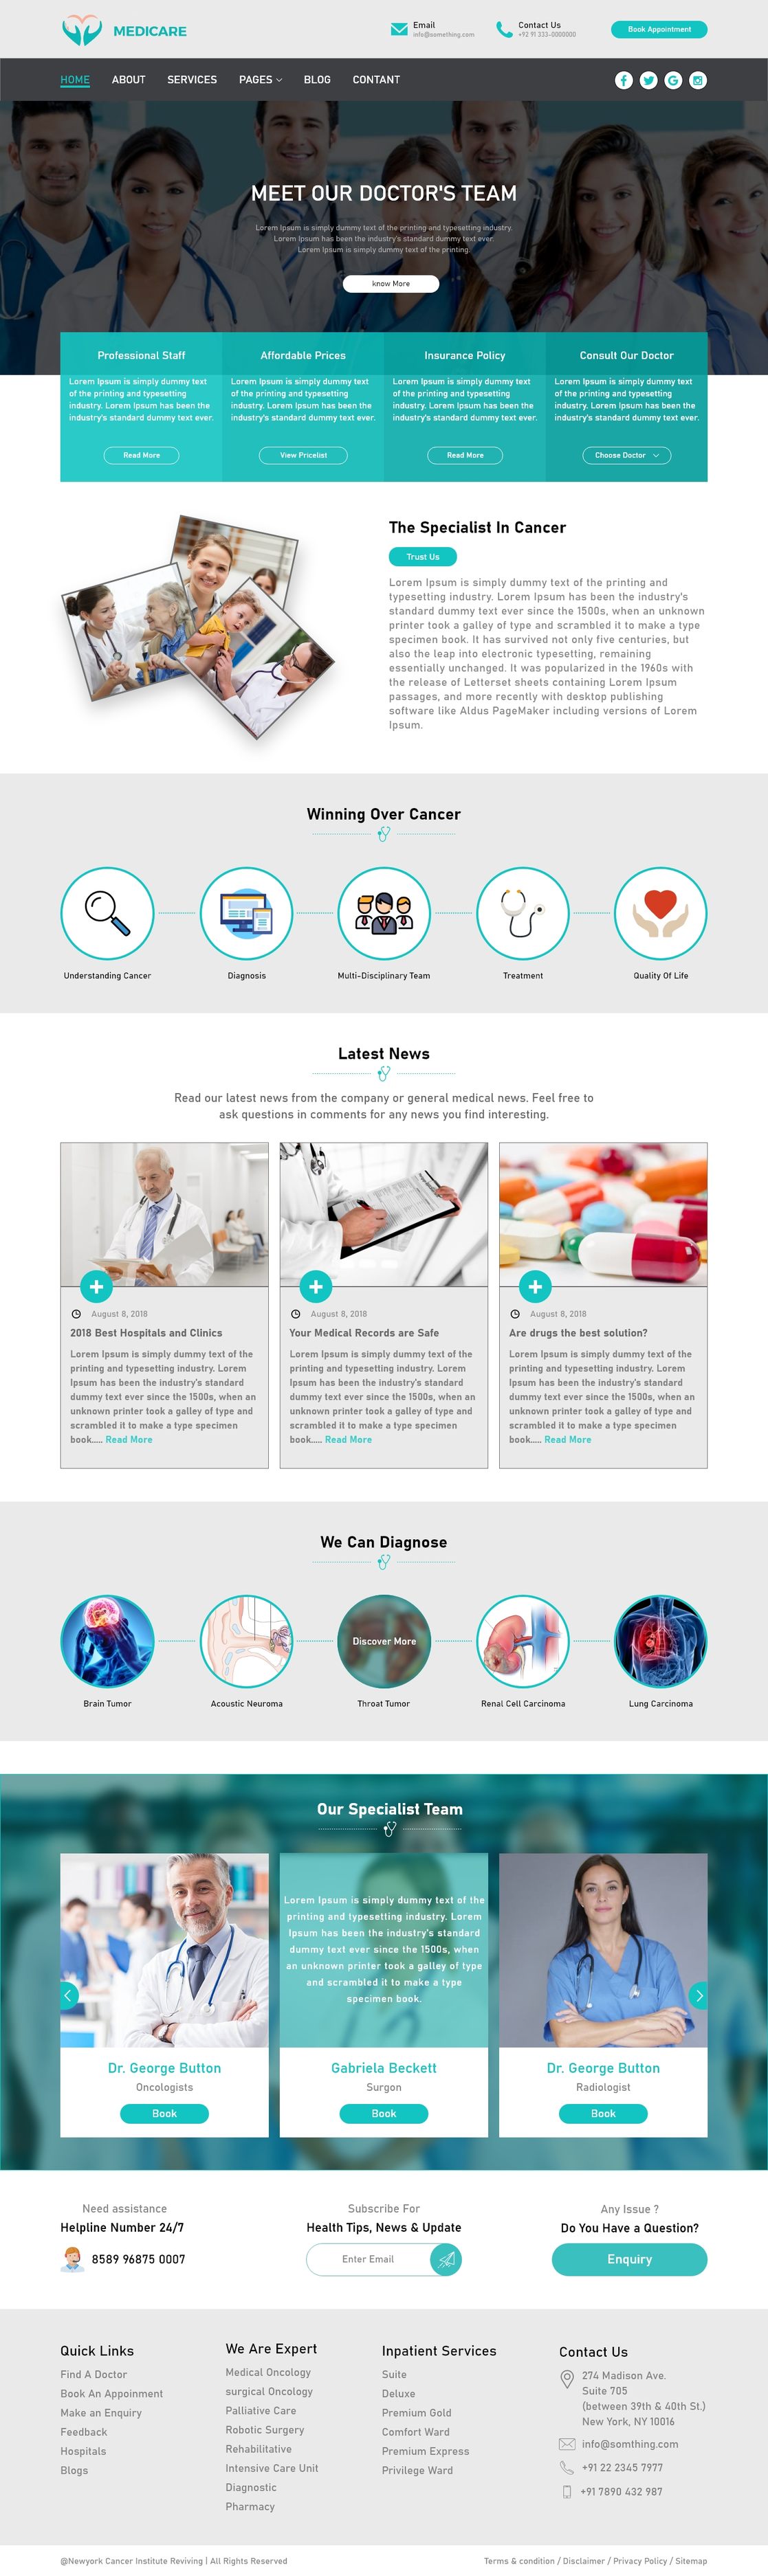 MEDICARE
Email
info@something.com
Contact Us
+92 91 333-0000000
Book Appointment
HOME ABOUT SERVICES PAGES BLOG CONTANT
MEET OUR DOCTOR'S TEAM
Lorem Ipsum is simply dummy text of the printing and typesetting industry.
Lorem Ipsum has been the industry's standard dummy text ever.
Lorem Ipsum is simply dummy text of the printing.
know More
Professional Staff
Lorem Ipsum is simply dummy text
of the printing and typesetting
industry. Lorem Ipsum has been the
industry's standard dummy text ever.
Read More
Affordable Prices
Lorem Ipsum is simply dummy text
of the printing and typesetting
industry. Lorem Ipsum has been the
industry's standard dummy text ever.
View Pricelist
Insurance Policy
Lorem Ipsum is simply dummy text
of the printing and typesetting
industry. Lorem Ipsum has been the
industry's standard dummy text ever.
Read More
Consult Our Doctor
Lorem Ipsum is simply dummy text
of the printing and typesetting
industry. Lorem Ipsum has been the
industry's standard dummy text ever.
Choose Doctor
The Specialist In Cancer
Trust Us
Lorem Ipsum is simply dummy text of the printing and
typesetting industry. Lorem Ipsum has been the industry's
standard dummy text ever since the 1500s, when an unknown
printer took a galley of type and scrambled it to make a type
specimen book. It has survived not only five centuries, but
also the leap into electronic typesetting, remaining
essentially unchanged. It was popularized in the 1960s with
the release of Letterset sheets containing Lorem Ipsum
passages, and more recently with desktop publishing
software like Aldus PageMaker including versions of Lorem
Ipsum.
Winning Over Cancer
Understanding Cancer
Diagnosis
Multi-Disciplinary Team
Treatment
Quality Of Life
Latest News
Read our latest news from the company or general medical news. Feel free to
ask questions in comments for any news you find interesting.
August 8, 2018
2018 Best Hospitals and Clinics
Lorem Ipsum is simply dummy text of the
printing and typesetting industry. Lorem
Ipsum has been the industry's standard
dummy text ever since the 1500s, when an
unknown printer took a galley of type and
scrambled it to make a type specimen
book..... Read More
August 8, 2018
Your Medical Records are Safe
Lorem Ipsum is simply dummy text of the
printing and typesetting industry. Lorem
Ipsum has been the industry's standard
dummy text ever since the 1500s, when an
unknown printer took a galley of type and
scrambled it to make a type specimen
book..... Read More
August 8, 2018
Are drugs the best solution?
Lorem Ipsum is simply dummy text of the
printing and typesetting industry. Lorem
Ipsum has been the industry's standard
dummy text ever since the 1500s, when an
unknown printer took a galley of type and
scrambled it to make a type specimen
book..... Read More
We Can Diagnose
Discover More
Brain Tumor
Acoustic Neuroma
Throat Tumor
Renal Cell Carcinoma
Lung Carcinoma
Our Specialist Team
Lorem Ipsum is simply dummy text of the
printing and typesetting industry. Lorem
Ipsum has been the industry's standard
dummy text ever since the 1500s, when
an unknown printer took a galley of type
and scrambled it to make a type
specimen book.
Dr. George Button
Oncologists
Book
Gabriela Beckett
Surgon
Book
Dr. George Button
Radiologist
Book
Need assistance
Helpline Number 24/7
8589 96875 0007
Subscribe For
Health Tips, News & Update
Enter Email
Any Issue ?
Do You Have a Question?
Enquiry
Quick Links
Find A Doctor
Book An Appoinment
Make an Enquiry
Feedback
Hospitals
Blogs
We Are Expert
Medical Oncology
surgical Oncology
Palliative Care
Robotic Surgery
Rehabilitative
Intensive Care Unit
Diagnostic
Pharmacy
Inpatient Services
Suite
Deluxe
Premium Gold
Comfort Ward
Premium Express
Privilege Ward
Contact Us
274 Madison Ave.
Suite 705
(between 39th & 40th St.)
New York, NY 10016
info@somthing.com
+91 22 2345 7977
+91 7890 432 987
@Newyork Cancer Institute Reviving | All Rights Reserved
Terms & condition / Disclaimer / Privacy Policy / Sitemap